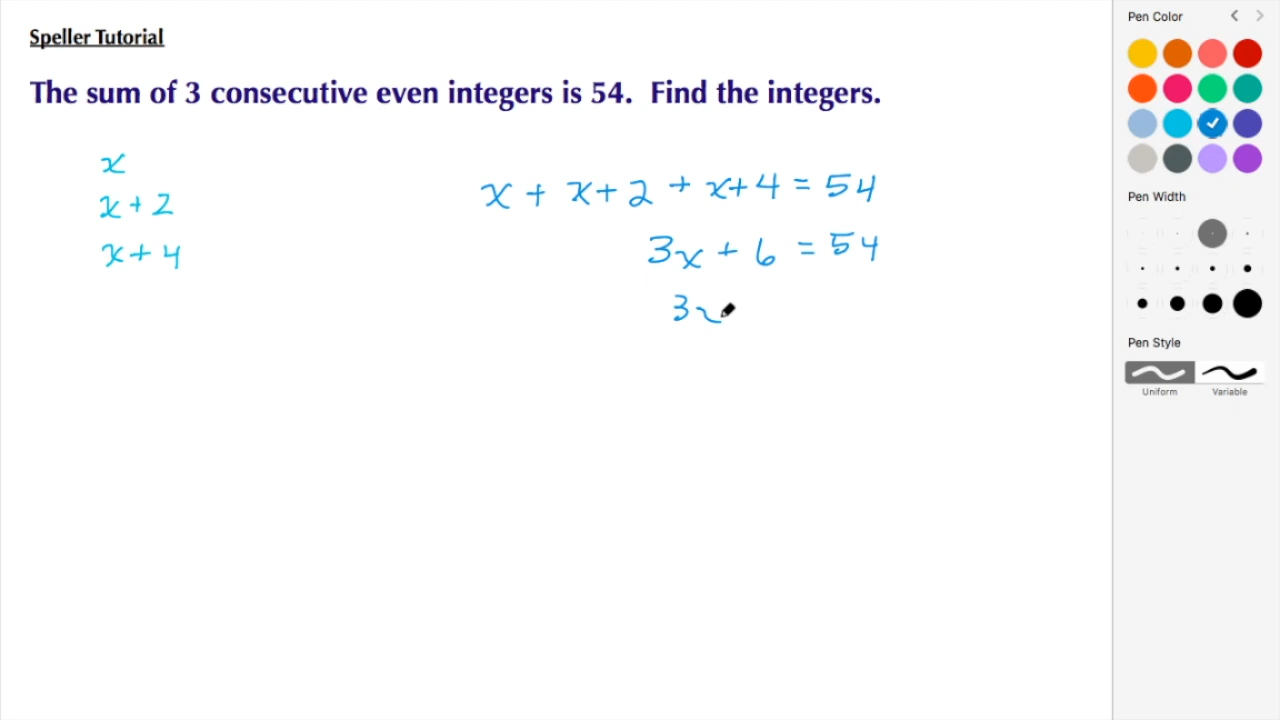 Speller Tutorial
The sum of 3 consecutive even integers is 54. Find the integers.
x
x + 2
x + 4
x + x + 2 + x + 4 = 54
3x + 6 = 54
3
Pen Color
Pen Width
Pen Style
Uniform Variable